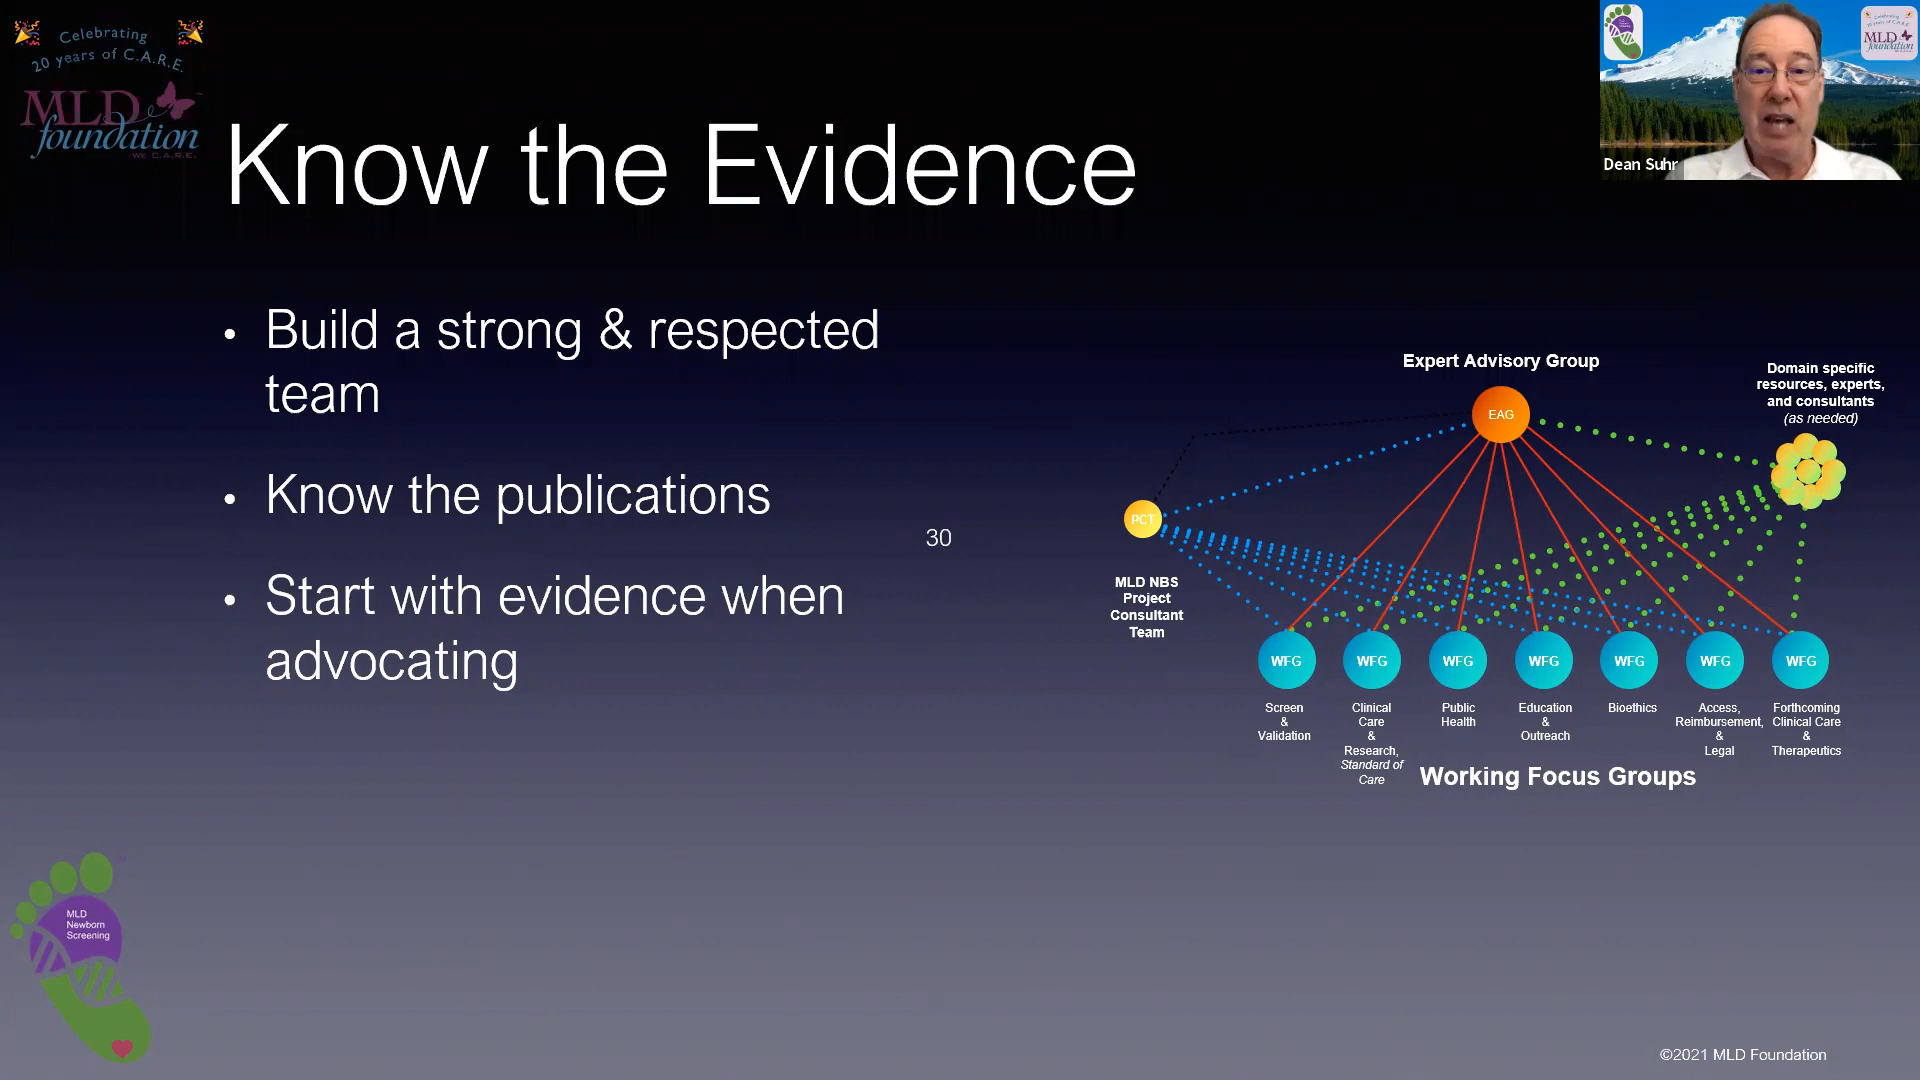 Celebrating
20 years of C.A.R.E.
MLD
foundation
WE C.A.R.E.
Know the Evidence
• Build a strong & respected
team
• Know the publications
• Start with evidence when
advocating
30
Expert Advisory Group
EAG
Domain specific
resources, experts,
and consultants
(as needed)
PCT
MLD NBS
Project
Consultant
Team
WFG WFG WFG WFG WFG WFG WFG
Screen
&
Validation
Clinical
Care
&
Research,
Standard of
Care
Public
Health
Education
&
Outreach
Bioethics
Access,
Reimbursement,
&
Legal
Forthcoming
Clinical Care
&
Therapeutics
Working Focus Groups
MLD
Newborn
Screening
©2021 MLD Foundation
Dean Suhr
MLD
foundation